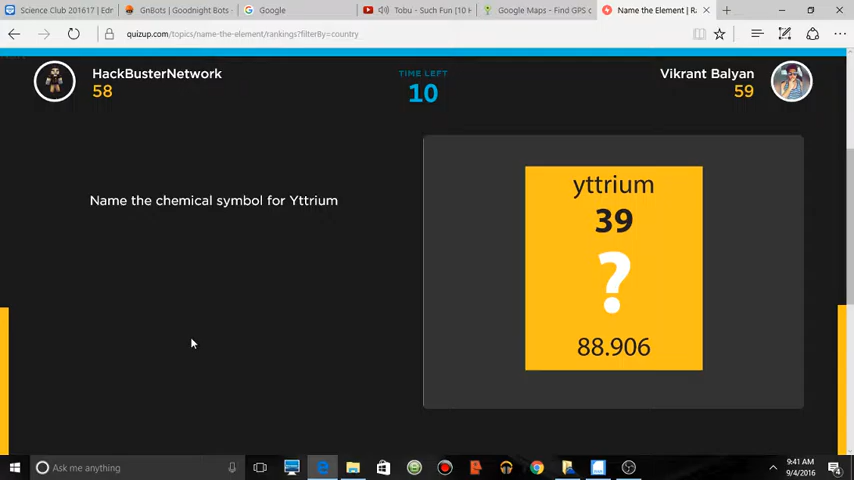 Science Club 201617 | Edr
GnBots | Goodnight Bots -
Google
Tobu - Such Fun [10 H
Google Maps - Find GPS c
Name the Element | Ra
quizup.com/topics/name-the-element/rankings?filterBy=country
HackBusterNetwork
58
TIME LEFT
10
Vikrant Balyan
59
Name the chemical symbol for Yttrium
yttrium
39
?
88.906
Ask me anything
9:41 AM
9/4/2016
4